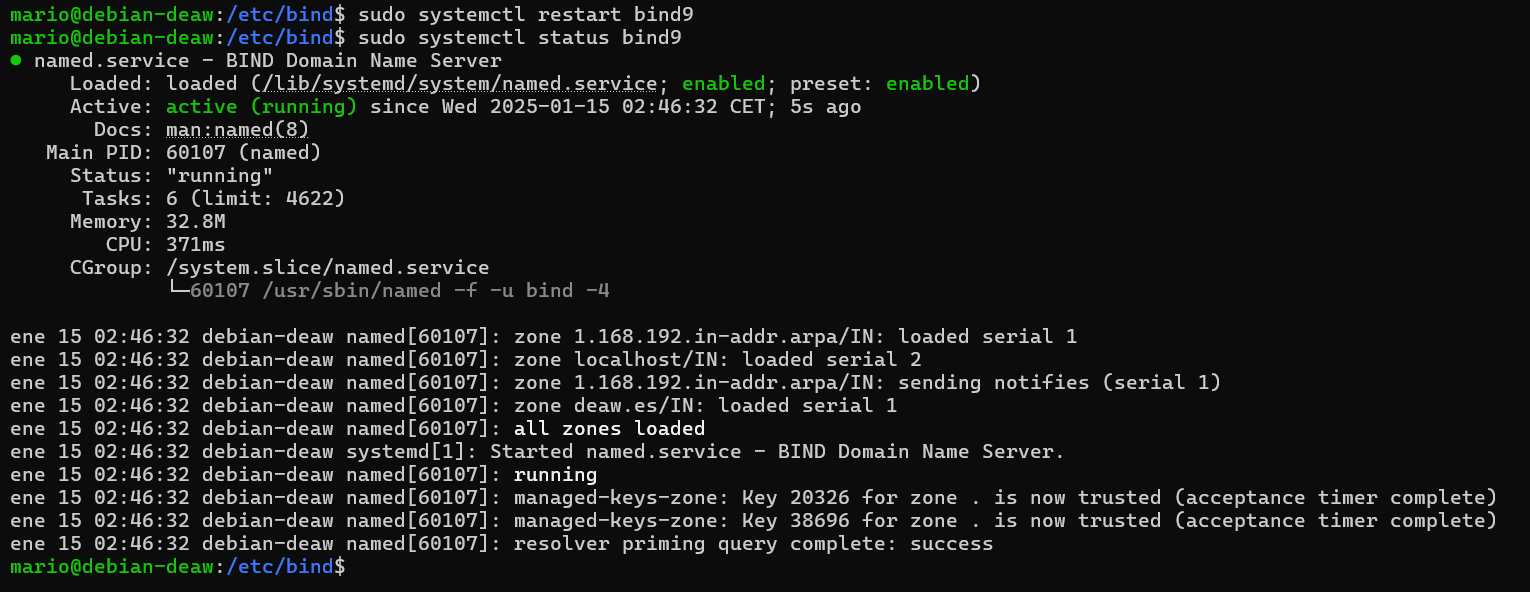 mario@debian-deaw:/etc/bind$ sudo systemctl restart bind9
mario@debian-deaw:/etc/bind$ sudo systemctl status bind9
● named.service - BIND Domain Name Server
     Loaded: loaded (/lib/systemd/system/named.service; enabled; preset: enabled)
     Active: active (running) since Wed 2025-01-15 02:46:32 CET; 5s ago
       Docs: man:named(8)
   Main PID: 60107 (named)
     Status: "running"
      Tasks: 6 (limit: 4622)
     Memory: 32.8M
        CPU: 371ms
     CGroup: /system.slice/named.service
             └─60107 /usr/sbin/named -f -u bind -4

ene 15 02:46:32 debian-deaw named[60107]: zone 1.168.192.in-addr.arpa/IN: loaded serial 1
ene 15 02:46:32 debian-deaw named[60107]: zone localhost/IN: loaded serial 2
ene 15 02:46:32 debian-deaw named[60107]: zone 1.168.192.in-addr.arpa/IN: sending notifies (serial 1)
ene 15 02:46:32 debian-deaw named[60107]: zone deaw.es/IN: loaded serial 1
ene 15 02:46:32 debian-deaw named[60107]: all zones loaded
ene 15 02:46:32 debian-deaw systemd[1]: Started named.service - BIND Domain Name Server.
ene 15 02:46:32 debian-deaw named[60107]: running
ene 15 02:46:32 debian-deaw named[60107]: managed-keys-zone: Key 20326 for zone . is now trusted (acceptance timer complete)
ene 15 02:46:32 debian-deaw named[60107]: managed-keys-zone: Key 38696 for zone . is now trusted (acceptance timer complete)
ene 15 02:46:32 debian-deaw named[60107]: resolver priming query complete: success
mario@debian-deaw:/etc/bind$